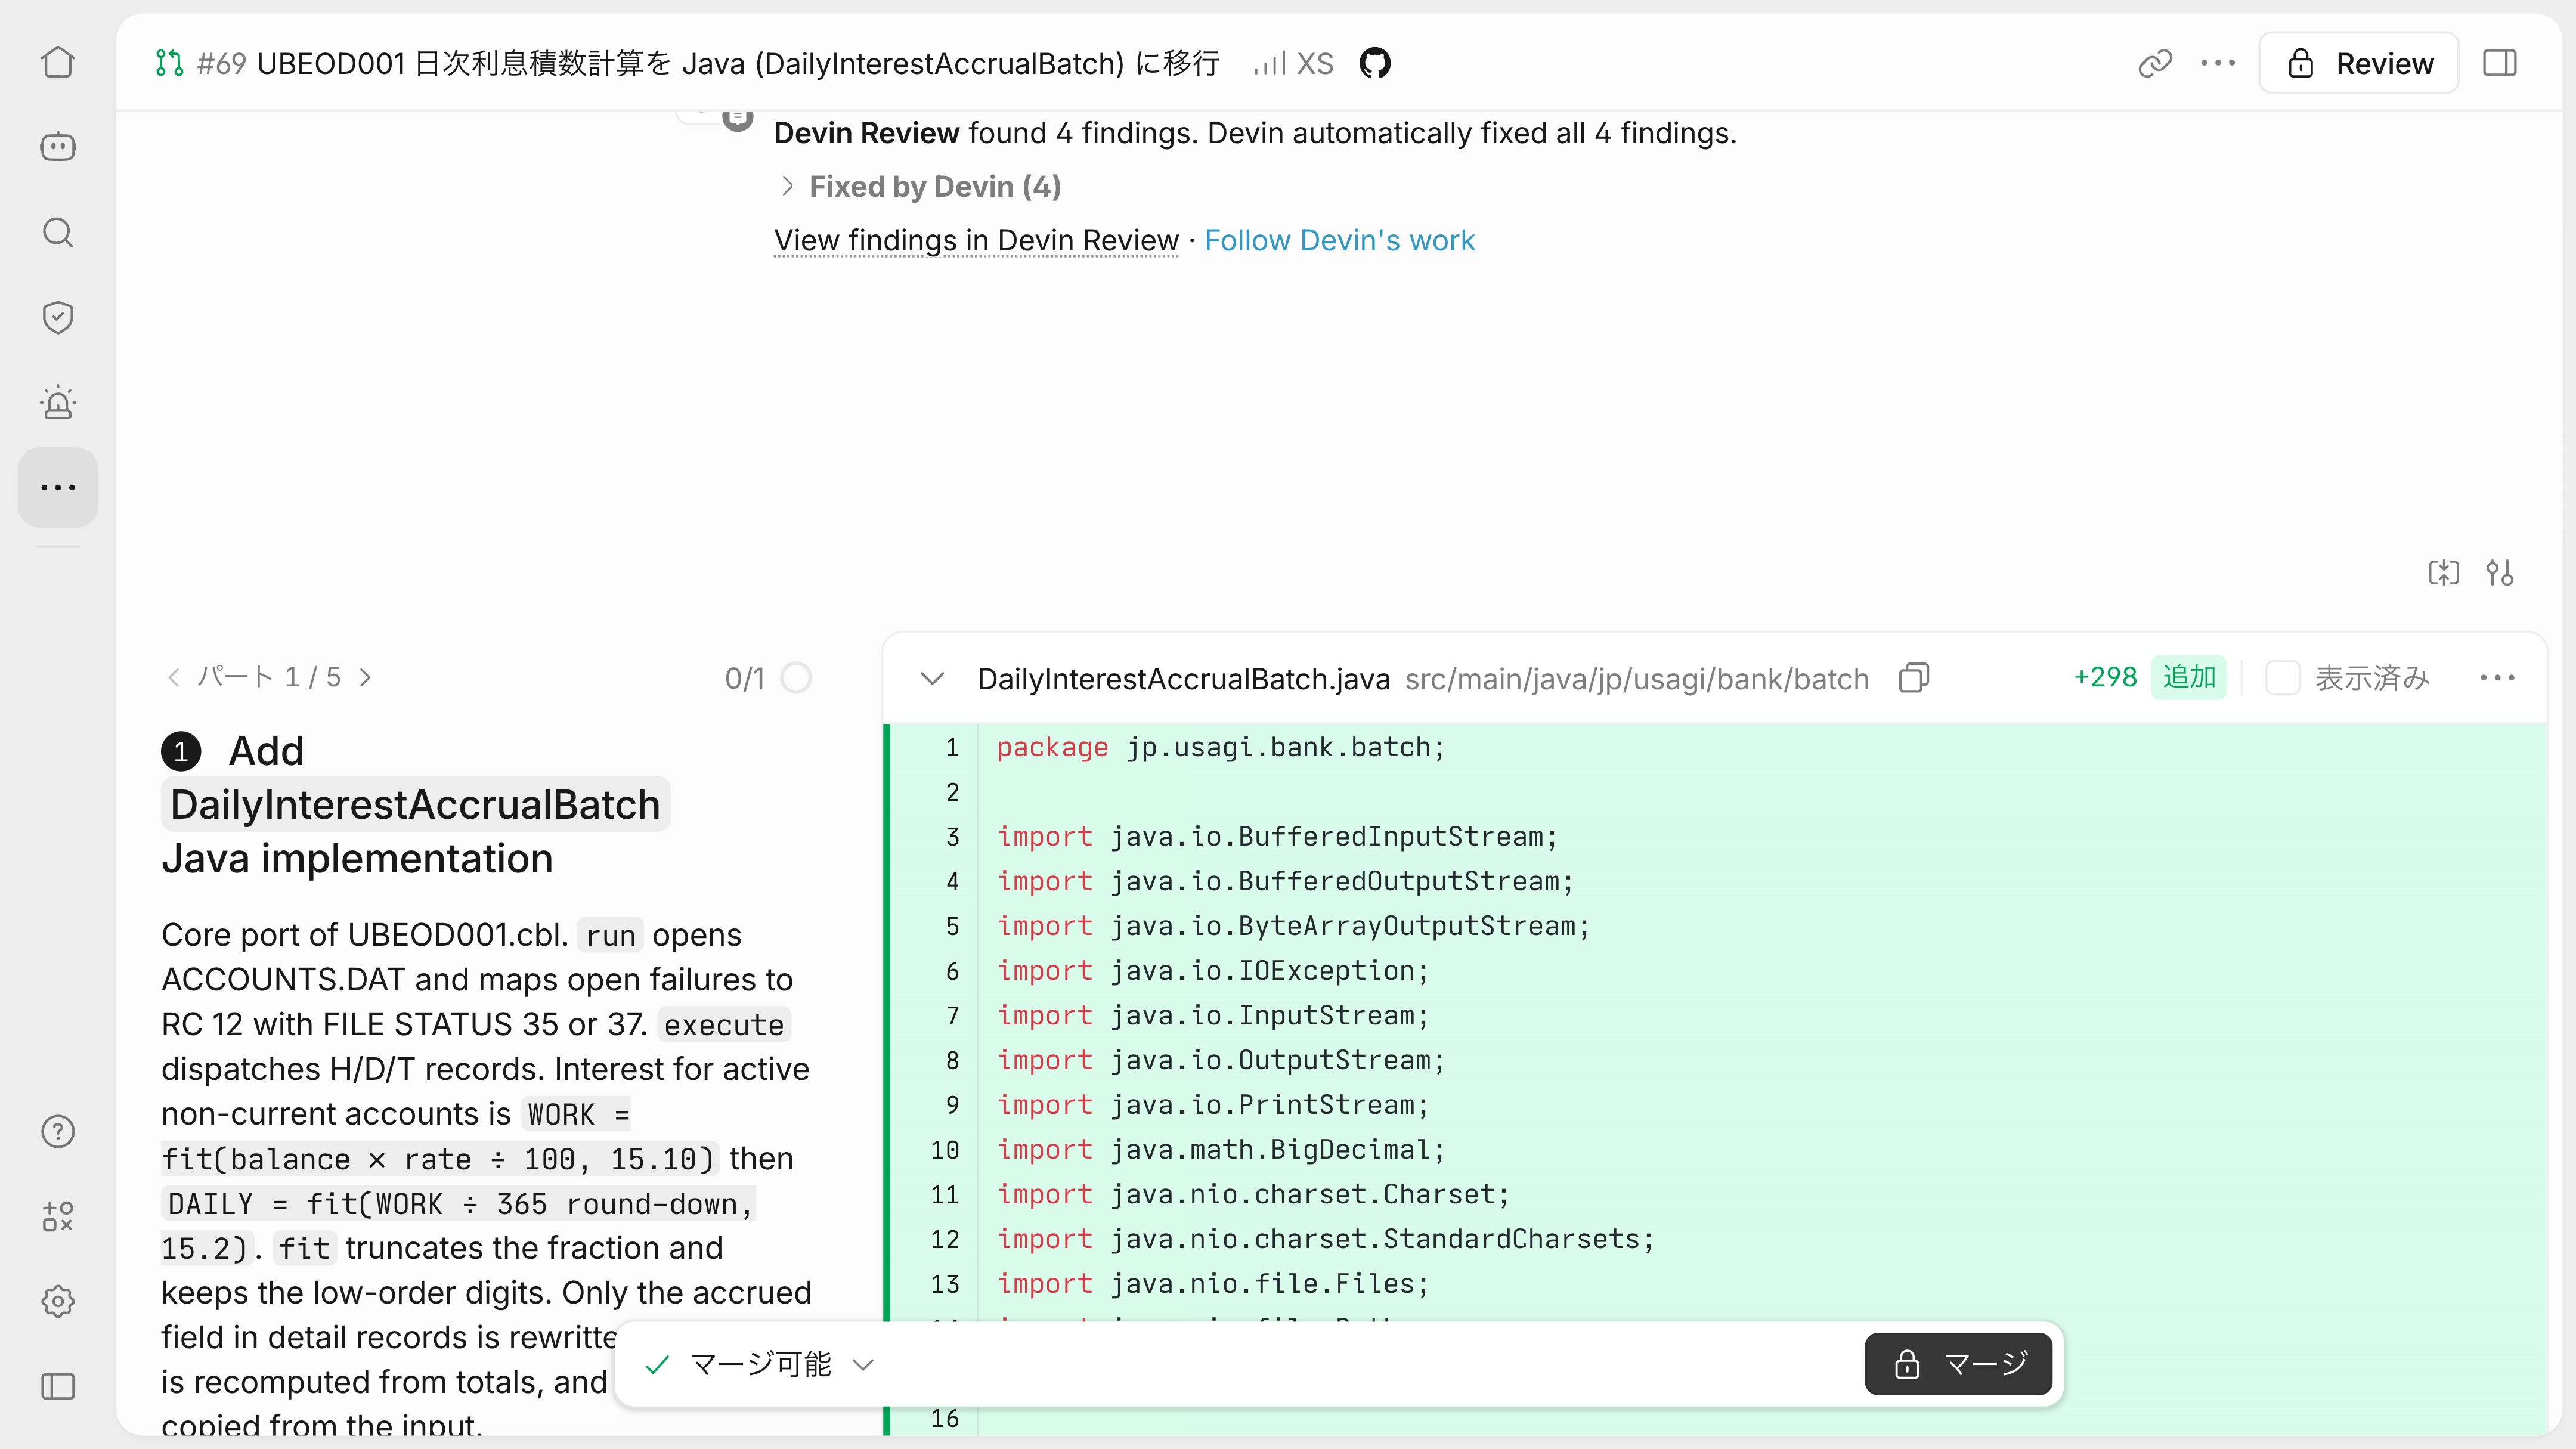 #69 UBEOD001 日次利息積数計算を Java (DailyInterestAccrualBatch) に移行 XS
Review
Devin Review found 4 findings. Devin automatically fixed all 4 findings.
Fixed by Devin (4)
View findings in Devin Review · Follow Devin's work
パート 1 / 5
0/1
1 Add
DailyInterestAccrualBatch
Java implementation
Core port of UBEOD001.cbl. run opens
ACCOUNTS.DAT and maps open failures to
RC 12 with FILE STATUS 35 or 37. execute
dispatches H/D/T records. Interest for active
non-current accounts is WORK =
fit(balance × rate ÷ 100, 15.10) then
DAILY = fit(WORK ÷ 365 round-down,
15.2). fit truncates the fraction and
keeps the low-order digits. Only the accrued
field in detail records is rewritte
is recomputed from totals, and
copied from the input.
DailyInterestAccrualBatch.java src/main/java/jp/usagi/bank/batch
+298 追加 表示済み
1 package jp.usagi.bank.batch;
2
3 import java.io.BufferedInputStream;
4 import java.io.BufferedOutputStream;
5 import java.io.ByteArrayOutputStream;
6 import java.io.IOException;
7 import java.io.InputStream;
8 import java.io.OutputStream;
9 import java.io.PrintStream;
10 import java.math.BigDecimal;
11 import java.nio.charset.Charset;
12 import java.nio.charset.StandardCharsets;
13 import java.nio.file.Files;
16
マージ可能
マージ